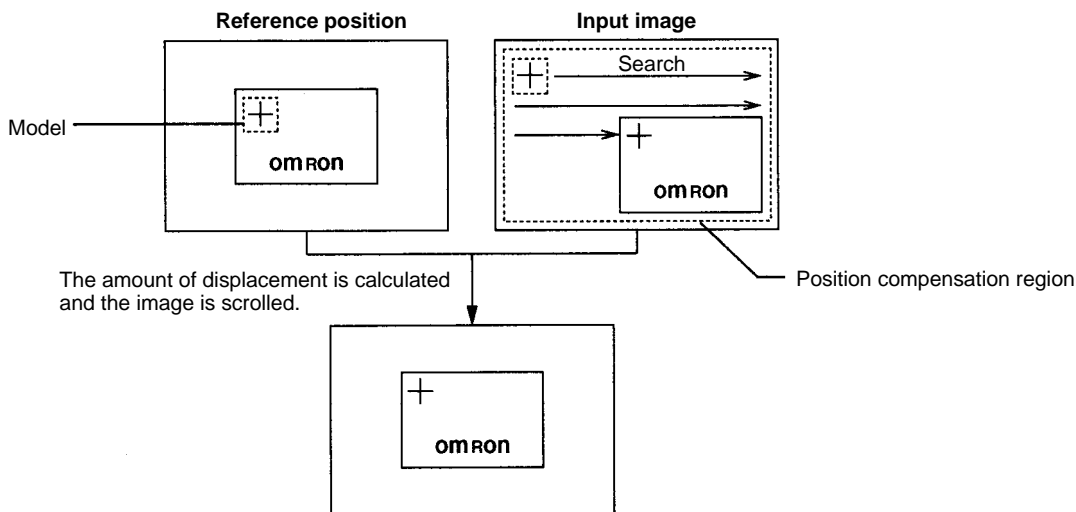 Reference position
Input image
Search
Model
omRon
omRon
Position compensation region
The amount of displacement is calculated
and the image is scrolled.
omRon